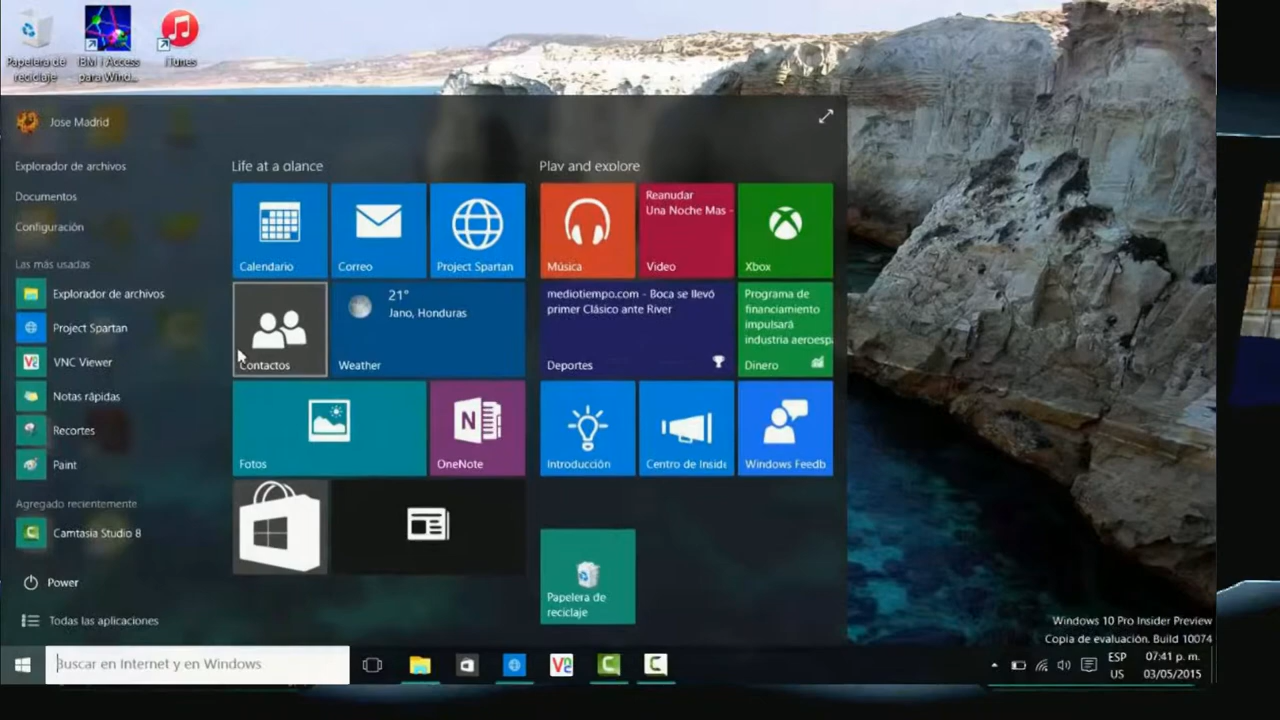 Papelera de
reciclaje
IBM i Access
para Wind...
iTunes
Jose Madrid
Explorador de archivos
Documentos
Configuración
Las más usadas
Explorador de archivos
Project Spartan
VNC Viewer
Notas rápidas
Recortes
Paint
Agregado recientemente
Camtasia Studio 8
Power
Todas las aplicaciones
Life at a glance
Calendario
Correo
Project Spartan
Contactos
21°
Jano, Honduras
Weather
Fotos
OneNote
Play and explore
Música
Reanudar
Una Noche Mas -
Video
Xbox
mediotiempo.com - Boca se llevó
primer Clásico ante River
Deportes
Programa de
financiamiento
impulsará
industria aeroespa
Dinero
Introducción
Centro de Inside
Windows Feedb
Papelera de
reciclaje
Windows 10 Pro Insider Preview
Copia de evaluación. Build 10074
Buscar en Internet y en Windows
ESP
US
07:41 p. m.
03/05/2015